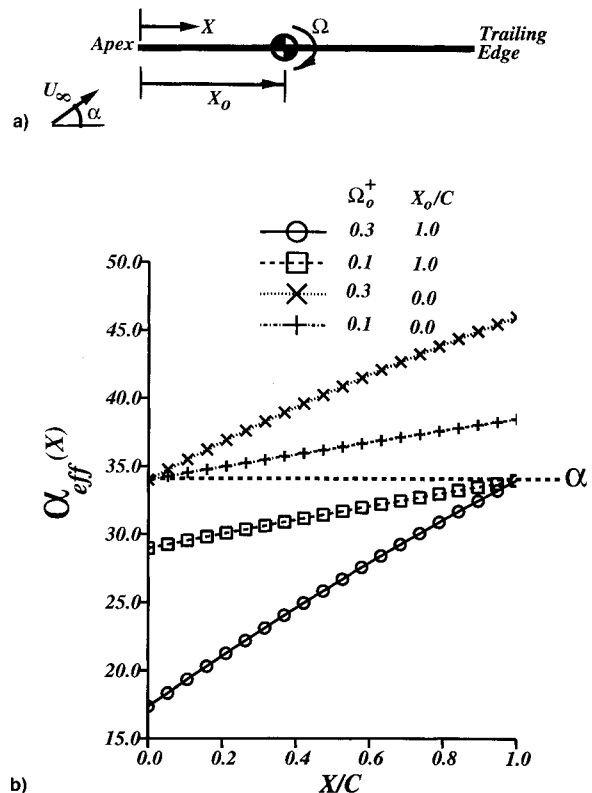 X
Ω
Apex
Trailing
Edge
X_o
U_∞
α
a)
Ω_o^+ X_o/C
0.3 1.0
0.1 1.0
0.3 0.0
0.1 0.0
50.0
45.0
40.0
35.0
30.0
25.0
20.0
15.0
α_eff^(X)
α
0.0 0.2 0.4 0.6 0.8 1.0
X/C
b)